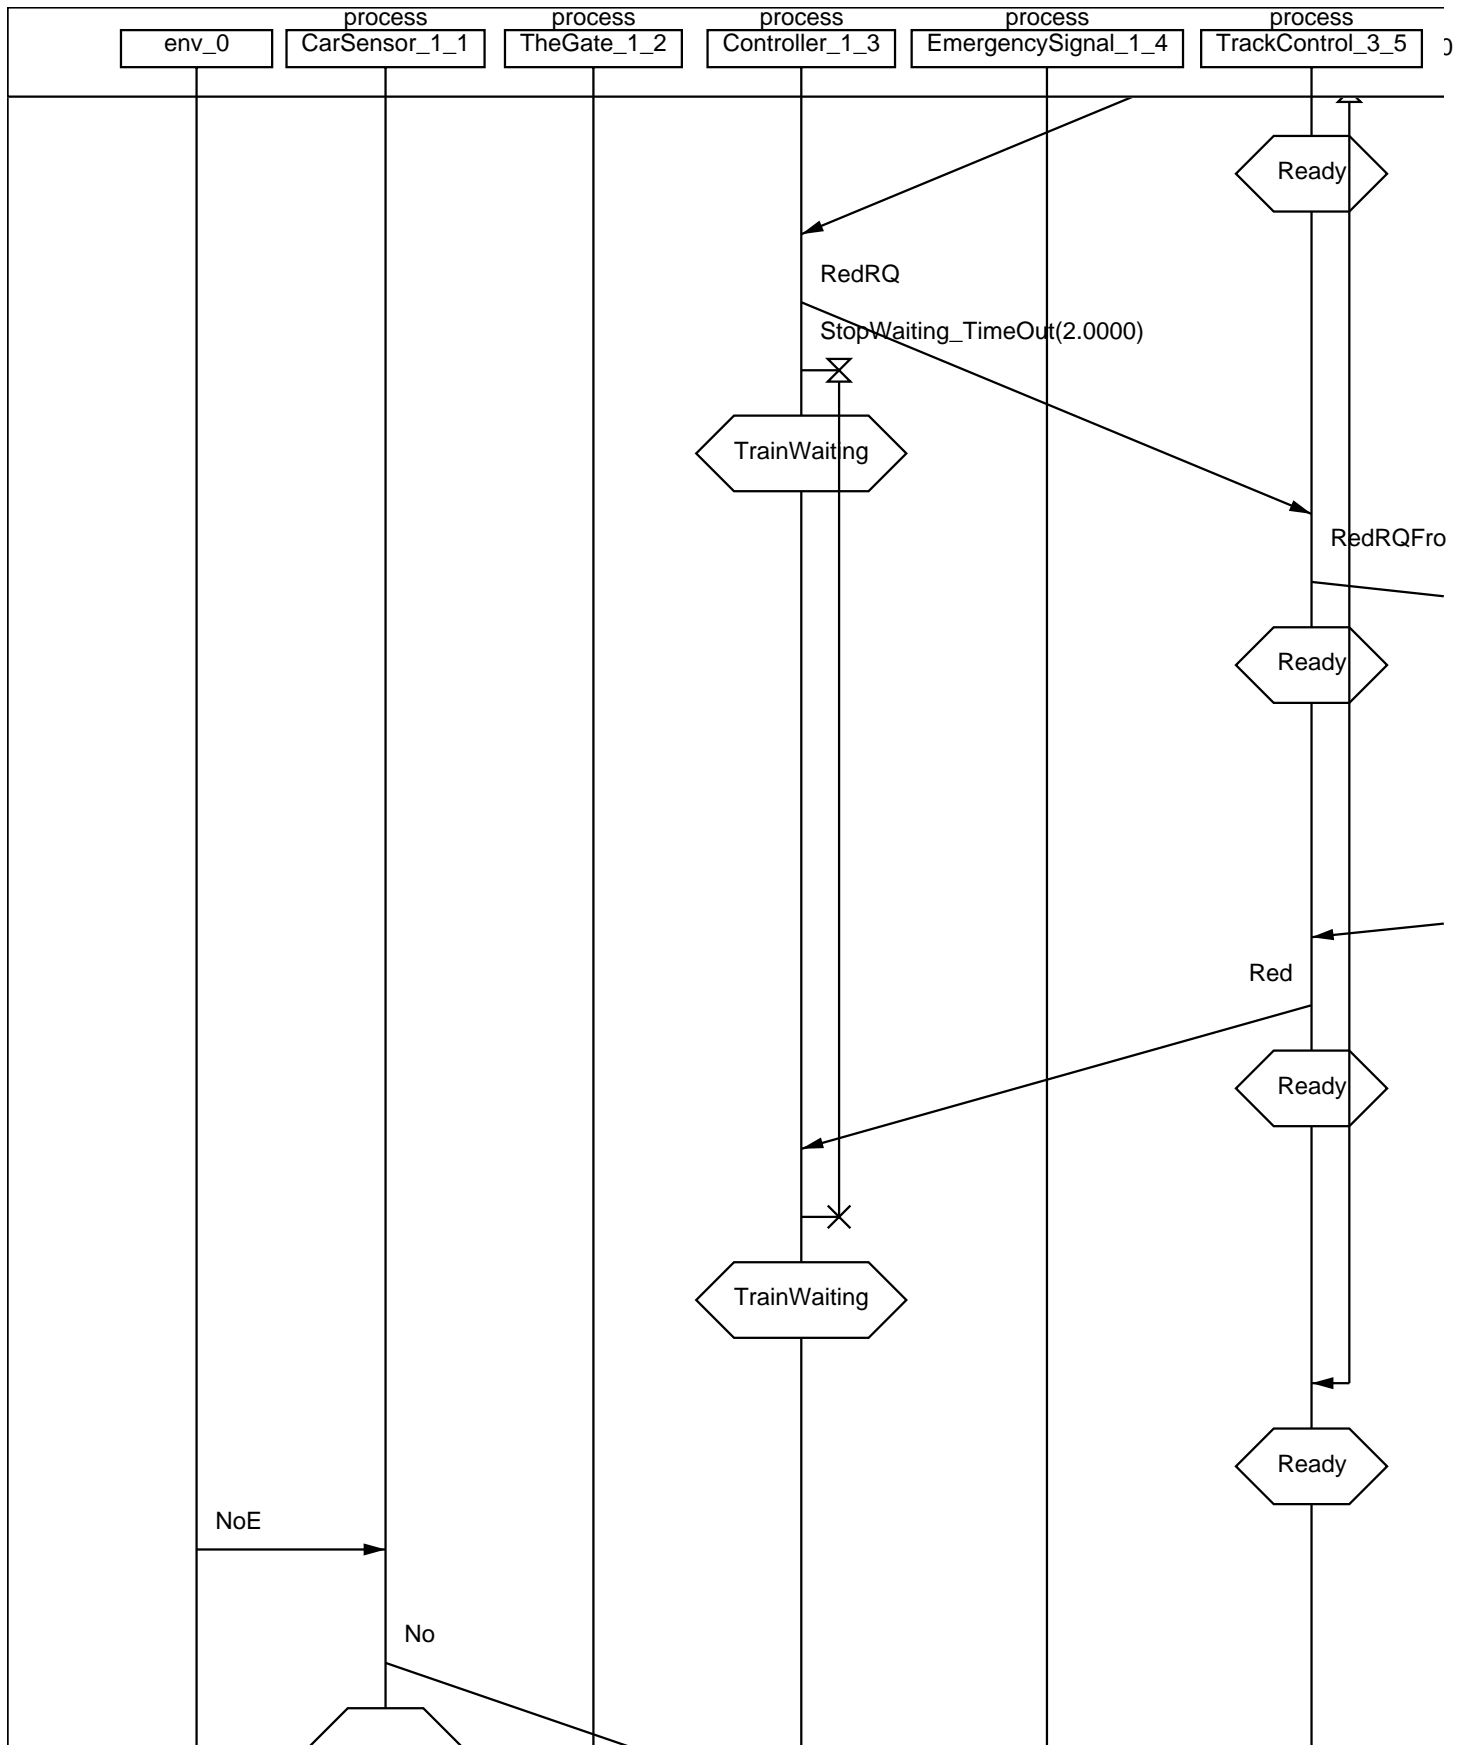 process process process process process
env_0 CarSensor_1_1 TheGate_1_2 Controller_1_3 EmergencySignal_1_4 TrackControl_3_5
Ready
RedRQ
StopWaiting_TimeOut(2.0000)
TrainWaiting
RedRQFro
Ready
Red
Ready
TrainWaiting
Ready
NoE
No